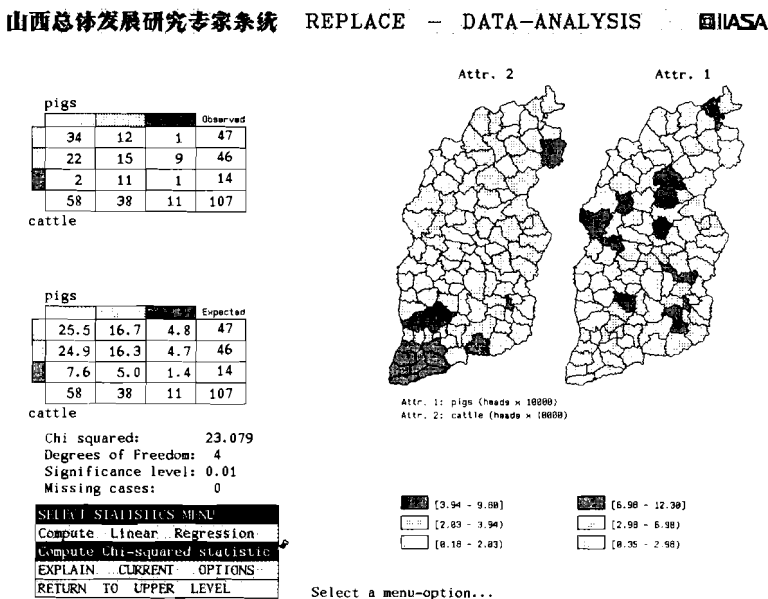 山西总体发展研究专家系统 REPLACE - DATA-ANALYSIS IIASA
Attr. 2 Attr. 1
pigs
Observed
34 12 1 47
22 15 9 46
2 11 1 14
58 38 11 107
cattle
pigs
Expected
25.5 16.7 4.8 47
24.9 16.3 4.7 46
7.6 5.0 1.4 14
58 38 11 107
cattle
Attr. 1: pigs (heads × 10000)
Attr. 2: cattle (heads × 10000)
Chi squared: 23.079
Degrees of Freedom: 4
Significance level: 0.01
Missing cases: 0
SELECT STATISTICS MENU
Compute Linear Regression
Compute Chi-squared statistic
EXPLAIN CURRENT OPTIONS
RETURN TO UPPER LEVEL
[3.94 - 9.80] [6.98 - 12.30]
[2.03 - 3.94) [2.98 - 6.98)
[0.18 - 2.03) [0.35 - 2.98)
Select a menu-option...